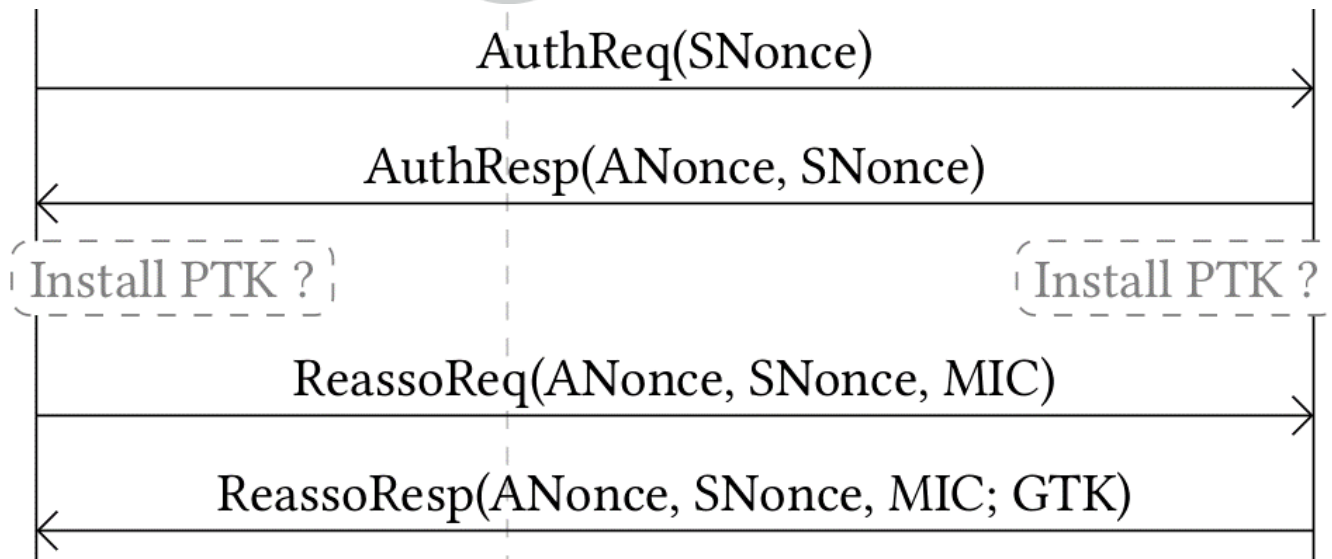 AuthReq(SNonce)
AuthResp(ANonce, SNonce)
Install PTK ?
Install PTK ?
ReassoReq(ANonce, SNonce, MIC)
ReassoResp(ANonce, SNonce, MIC; GTK)